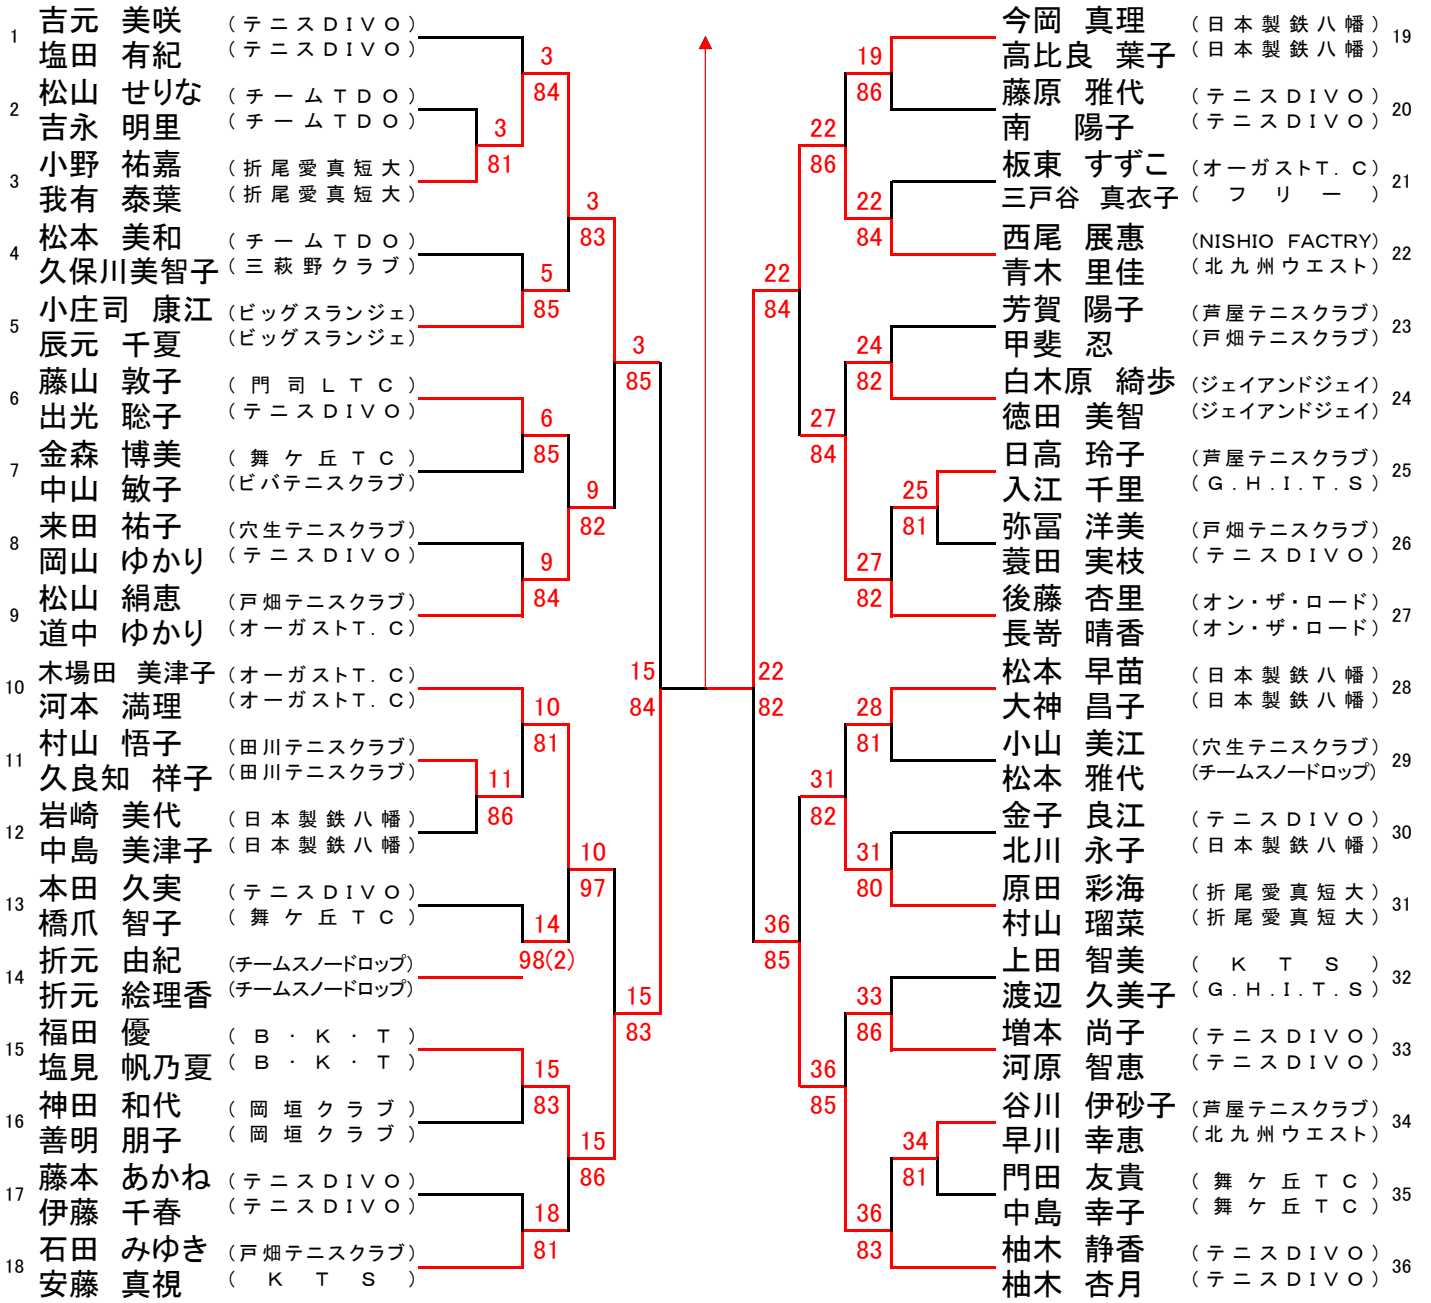 1 吉元 美咲 (テニスDIVO)
塩田 有紀 (テニスDIVO)
2 松山 せりな (チームTDO)
吉永 明里 (チームTDO)
3 小野 祐嘉 (折尾愛真短大)
我有 泰葉 (折尾愛真短大)
4 松本 美和 (チームTDO)
久保川美智子 (三萩野クラブ)
5 小庄司 康江 (ビッグスランジェ)
辰元 千夏 (ビッグスランジェ)
6 藤山 敦子 (門司LTC)
出光 聡子 (テニスDIVO)
7 金森 博美 (舞ケ丘TC)
中山 敏子 (ビバテニスクラブ)
8 来田 祐子 (穴生テニスクラブ)
岡山 ゆかり (テニスDIVO)
9 松山 絹恵 (戸畑テニスクラブ)
道中 ゆかり (オーガストT.C)
10 木場田 美津子 (オーガストT.C)
河本 満理 (オーガストT.C)
11 村山 悟子 (田川テニスクラブ)
久良知 祥子 (田川テニスクラブ)
12 岩崎 美代 (日本製鉄八幡)
中島 美津子 (日本製鉄八幡)
13 本田 久実 (テニスDIVO)
橋爪 智子 (舞ケ丘TC)
14 折元 由紀 (チームスノードロップ)
折元 絵理香 (チームスノードロップ)
15 福田 優 (B・K・T)
塩見 帆乃夏 (B・K・T)
16 神田 和代 (岡垣クラブ)
善明 朋子 (岡垣クラブ)
17 藤本 あかね (テニスDIVO)
伊藤 千春 (テニスDIVO)
18 石田 みゆき (戸畑テニスクラブ)
安藤 真視 (KTS)
3
84
3
81
3
83
5
85
3
85
6
85
9
82
9
84
15
84
10
81
11
86
10
97
14
98(2)
15
83
15
83
15
86
18
81
22
82
19
86
22
86
22
84
22
84
24
82
27
84
25
81
27
82
28
81
31
82
31
80
36
85
33
86
36
85
34
81
36
83
今岡 真理 (日本製鉄八幡) 19
高比良 葉子 (日本製鉄八幡)
藤原 雅代 (テニスDIVO) 20
南 陽子 (テニスDIVO)
板東 すずこ (オーガストT.C) 21
三戸谷 真衣子 (フリー)
西尾 展恵 (NISHIO FACTRY) 22
青木 里佳 (北九州ウエスト)
芳賀 陽子 (芦屋テニスクラブ) 23
甲斐 忍 (戸畑テニスクラブ)
白木原 綺歩 (ジェイアンドジェイ) 24
徳田 美智 (ジェイアンドジェイ)
日高 玲子 (芦屋テニスクラブ) 25
入江 千里 (G.H.I.T.S)
弥冨 洋美 (戸畑テニスクラブ) 26
蓑田 実枝 (テニスDIVO)
後藤 杏里 (オン・ザ・ロード) 27
長嵜 晴香 (オン・ザ・ロード)
松本 早苗 (日本製鉄八幡) 28
大神 昌子 (日本製鉄八幡)
小山 美江 (穴生テニスクラブ) 29
松本 雅代 (チームスノードロップ)
金子 良江 (テニスDIVO) 30
北川 永子 (日本製鉄八幡)
原田 彩海 (折尾愛真短大) 31
村山 瑠菜 (折尾愛真短大)
上田 智美 (KTS) 32
渡辺 久美子 (G.H.I.T.S)
増本 尚子 (テニスDIVO) 33
河原 智恵 (テニスDIVO)
谷川 伊砂子 (芦屋テニスクラブ) 34
早川 幸恵 (北九州ウエスト)
門田 友貴 (舞ケ丘TC) 35
中島 幸子 (舞ケ丘TC)
柚木 静香 (テニスDIVO) 36
柚木 杏月 (テニスDIVO)